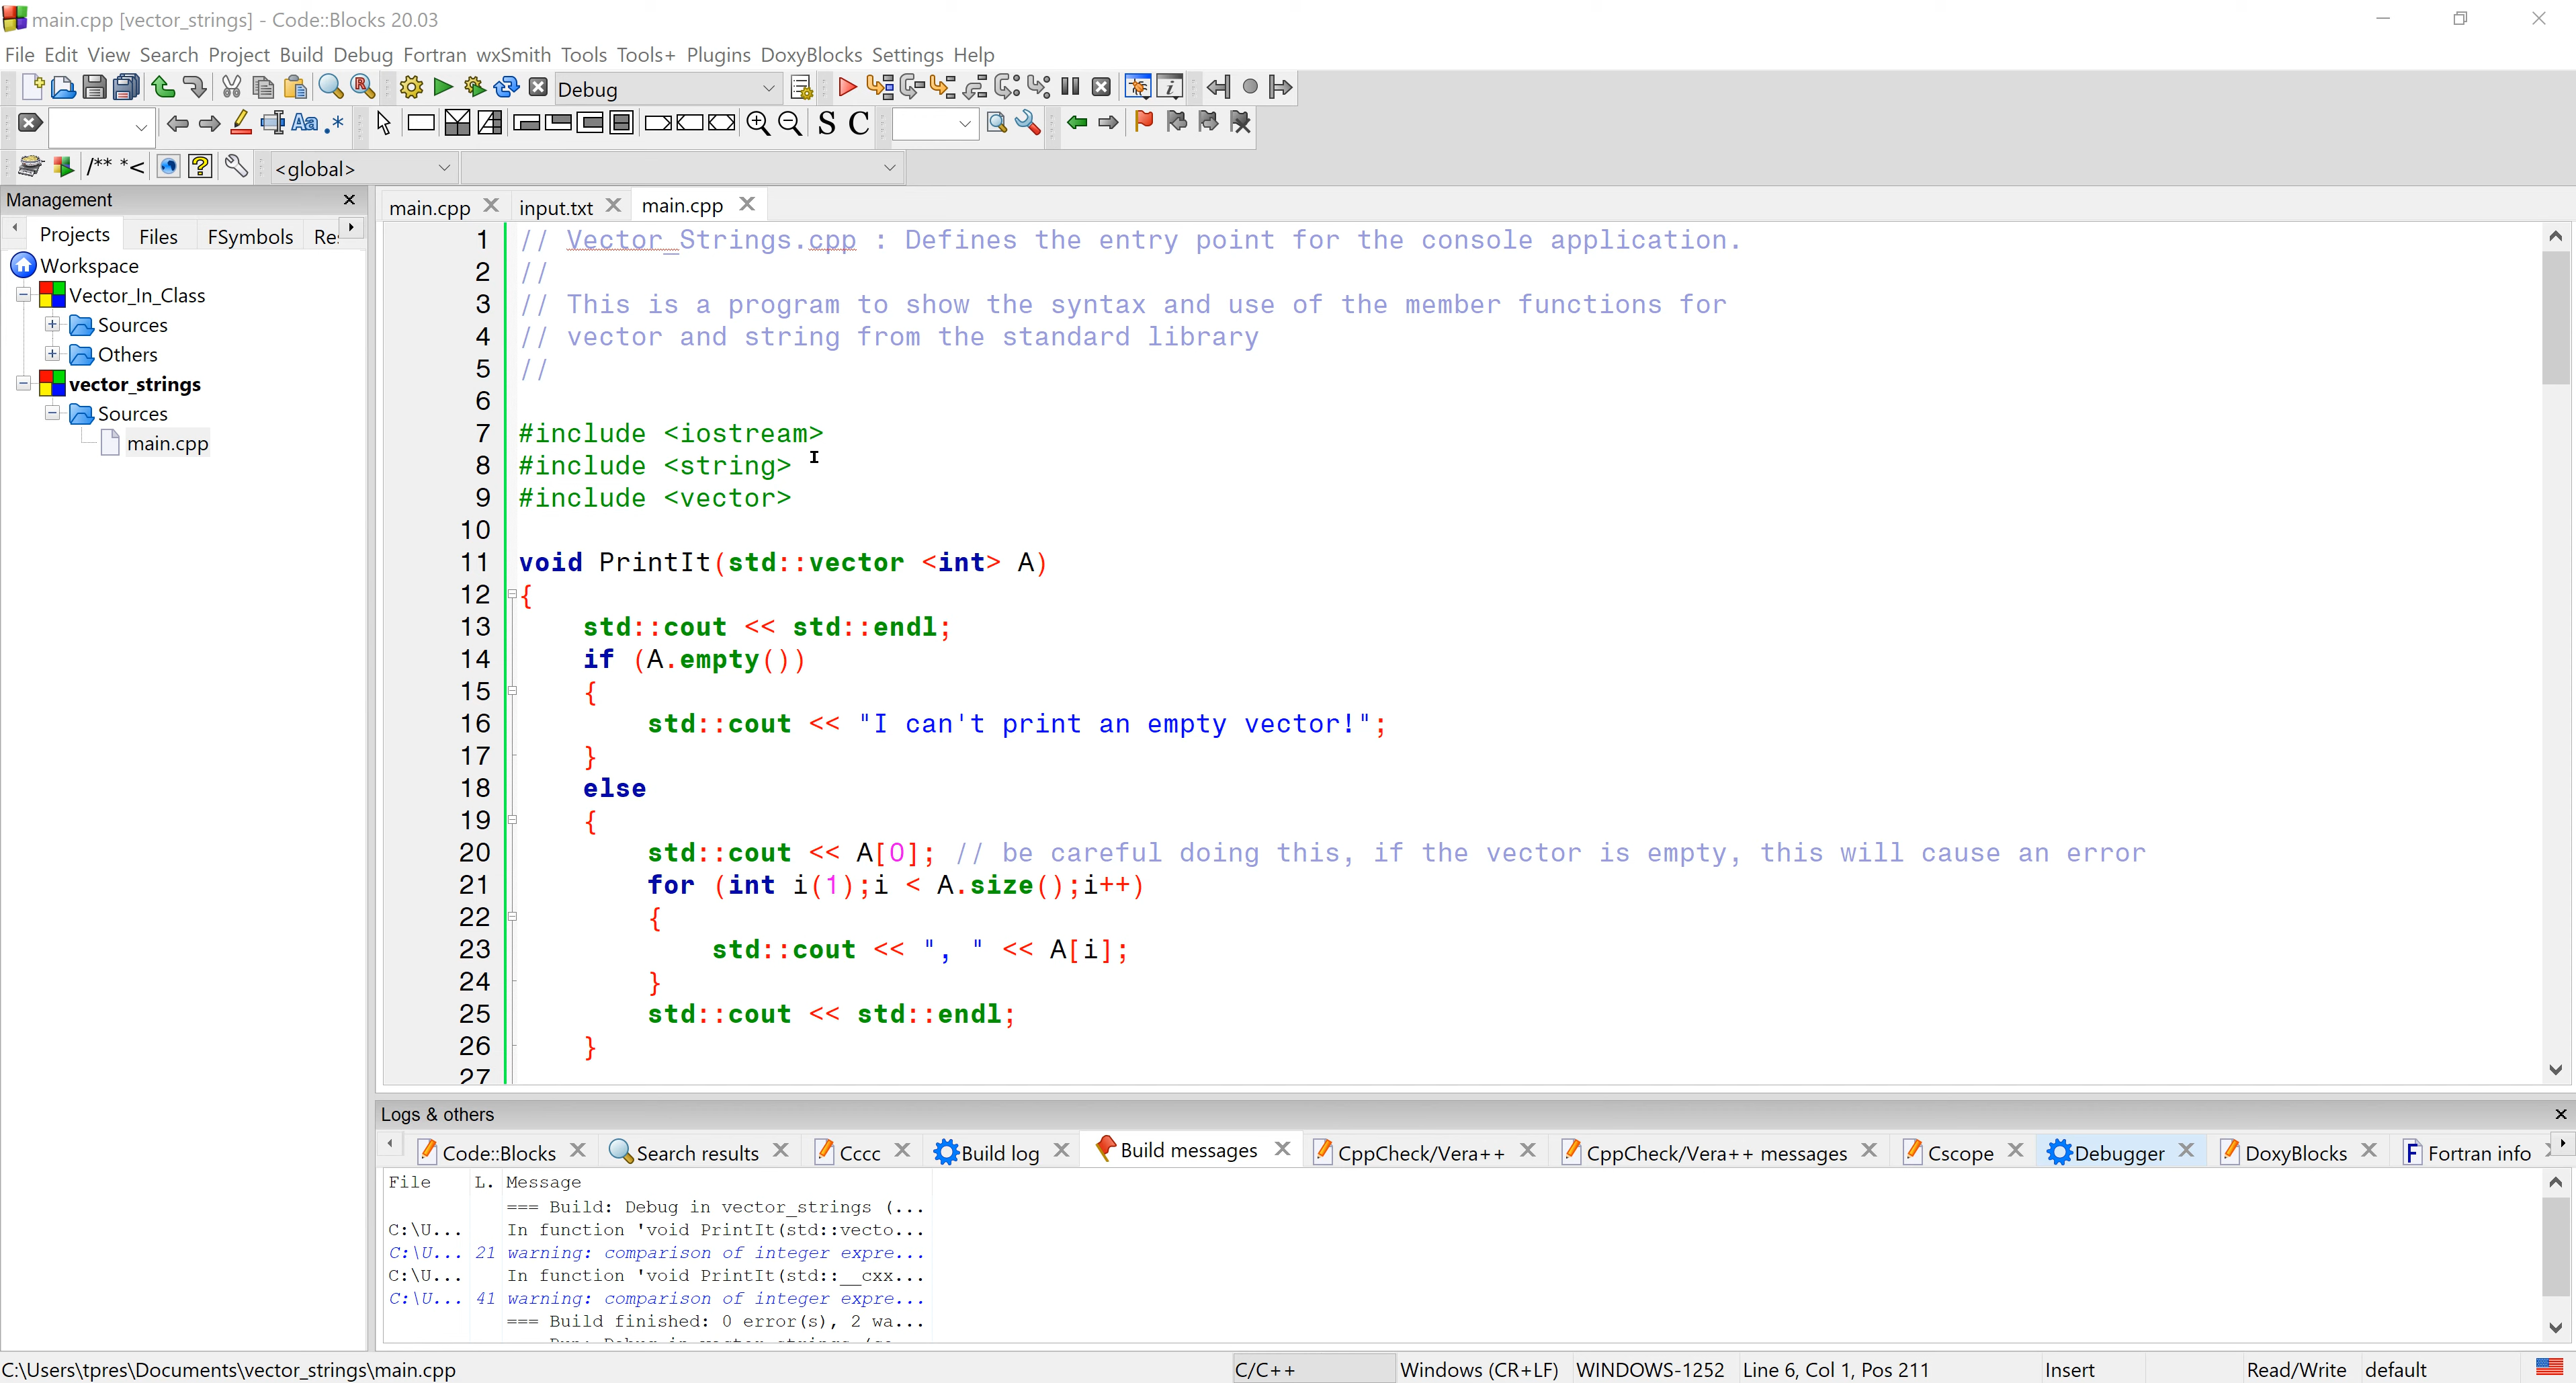 main.cpp [vector_strings] - Code::Blocks 20.03
File Edit View Search Project Build Debug Fortran wxSmith Tools Tools+ Plugins DoxyBlocks Settings Help
Debug
Aa .* S C
/** *< <global>
Management
Projects Files FSymbols Re
Workspace
Vector_In_Class
Sources
Others
vector_strings
Sources
main.cpp
main.cpp input.txt main.cpp
1 // Vector_Strings.cpp : Defines the entry point for the console application.
2 //
3 // This is a program to show the syntax and use of the member functions for
4 // vector and string from the standard library
5 //
6
7 #include <iostream>
8 #include <string>
9 #include <vector>
10
11 void PrintIt(std::vector <int> A)
12 {
13 std::cout << std::endl;
14 if (A.empty())
15 {
16 std::cout << "I can't print an empty vector!";
17 }
18 else
19 {
20 std::cout << A[0]; // be careful doing this, if the vector is empty, this will cause an error
21 for (int i(1);i < A.size();i++)
22 {
23 std::cout << ", " << A[i];
24 }
25 std::cout << std::endl;
26 }
27
Logs & others
Code::Blocks Search results Cccc Build log Build messages CppCheck/Vera++ CppCheck/Vera++ messages Cscope Debugger DoxyBlocks Fortran info
File L. Message
=== Build: Debug in vector_strings (...
C:\U... In function 'void PrintIt(std::vecto...
C:\U... 21 warning: comparison of integer expre...
C:\U... In function 'void PrintIt(std::__cxx...
C:\U... 41 warning: comparison of integer expre...
=== Build finished: 0 error(s), 2 wa...
C:\Users\tpres\Documents\vector_strings\main.cpp C/C++ Windows (CR+LF) WINDOWS-1252 Line 6, Col 1, Pos 211 Insert Read/Write default